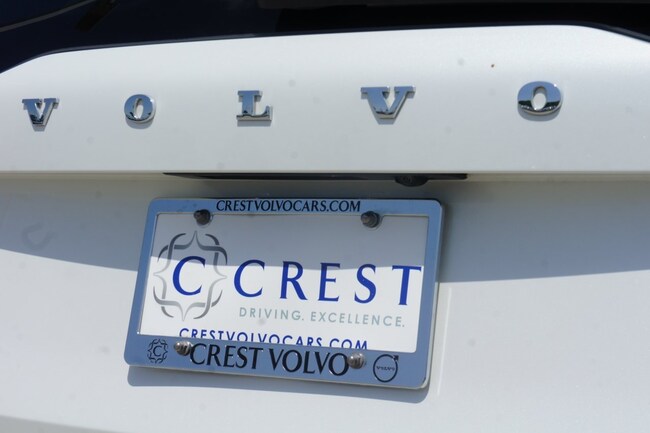 VOLVO
CRESTVOLVOCARS.COM
C CREST
DRIVING. EXCELLENCE.
CRESTVOLVOCARS.COM
CREST VOLVO